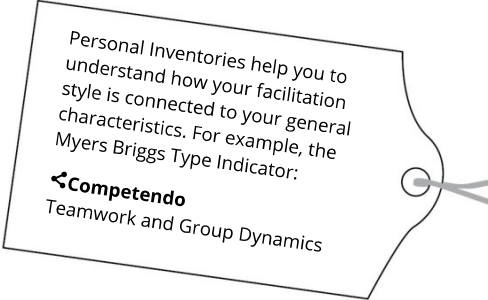 Personal Inventories help you to
understand how your facilitation
style is connected to your general
characteristics. For example, the
Myers Briggs Type Indicator:
Competendo
Teamwork and Group Dynamics